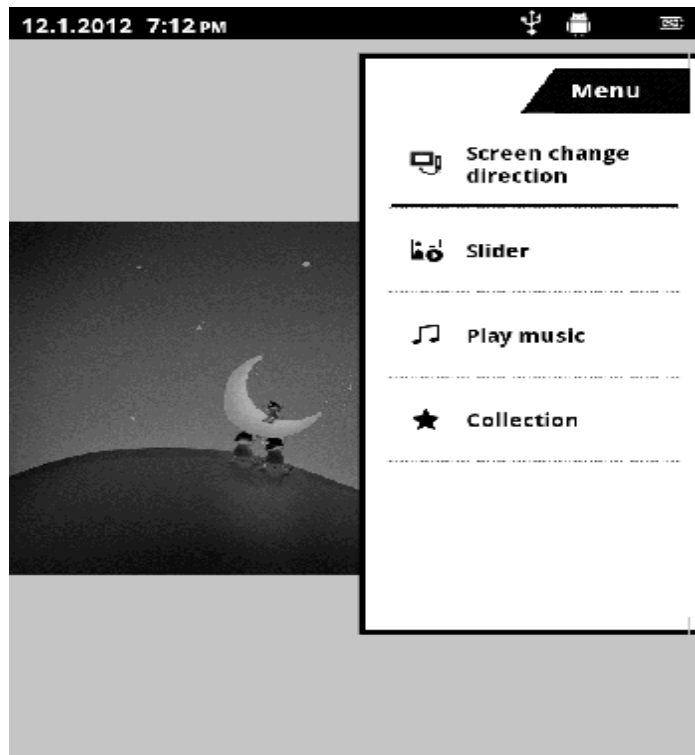 12.1.2012 7:12 PM
Menu
Screen change
direction
Slider
Play music
Collection